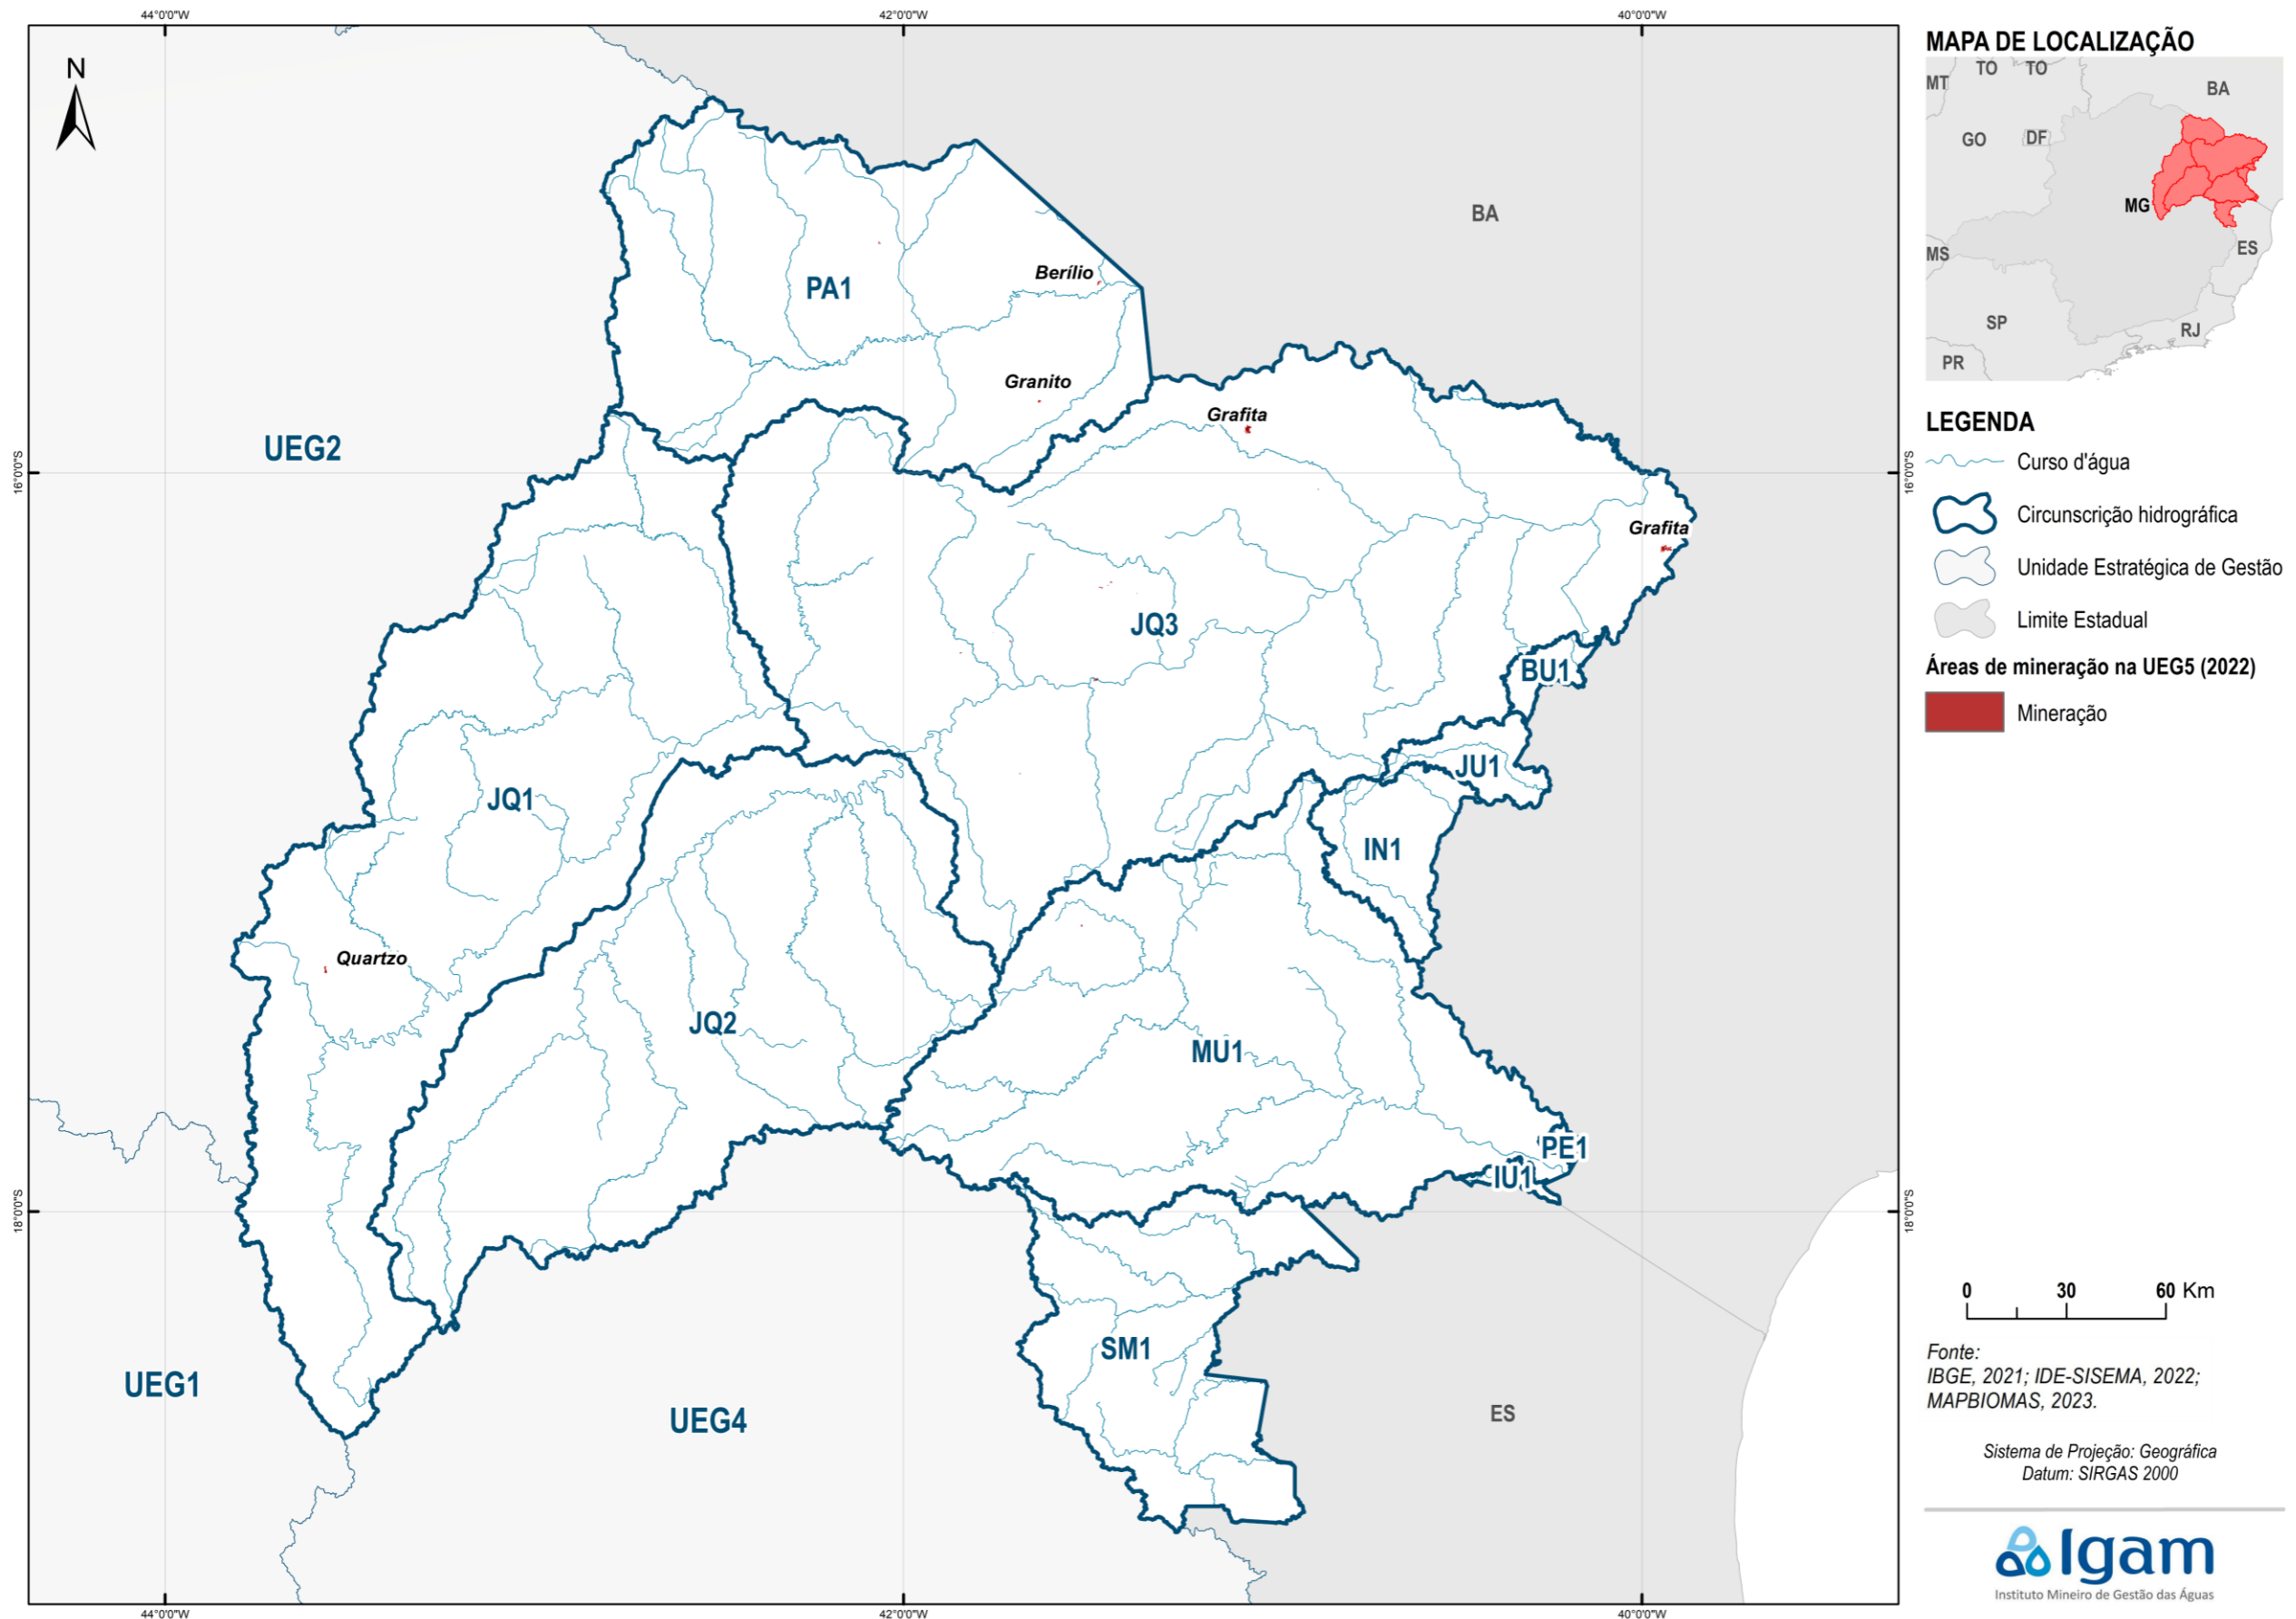 44°0'0"W
42°0'0"W
40°0'0"W
N
PA1
Berílio
BA
Granito
Grafita
UEG2
16°0'0"S
16°0'0"S
Grafita
JQ3
BU1
JU1
JQ1
IN1
Quartzo
JQ2
MU1
PE1
IU1
18°0'0"S
18°0'0"S
SM1
UEG1
UEG4
ES
44°0'0"W
42°0'0"W
40°0'0"W
MAPA DE LOCALIZAÇÃO
TO
TO
MT
BA
GO
DF
MG
MS
ES
SP
RJ
PR
LEGENDA
Curso d'água
Circunscrição hidrográfica
Unidade Estratégica de Gestão
Limite Estadual
Áreas de mineração na UEG5 (2022)
Mineração
0 30 60 Km
Fonte:
IBGE, 2021; IDE-SISEMA, 2022;
MAPBIOMAS, 2023.
Sistema de Projeção: Geográfica
Datum: SIRGAS 2000
Igam
Instituto Mineiro de Gestão das Águas